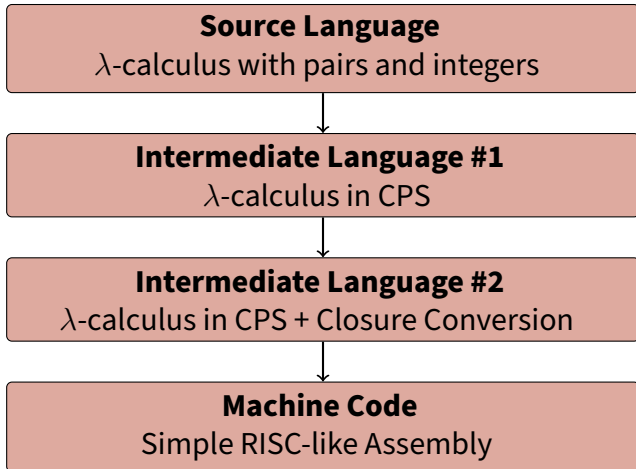 Source Language
λ-calculus with pairs and integers
Intermediate Language #1
λ-calculus in CPS
Intermediate Language #2
λ-calculus in CPS + Closure Conversion
Machine Code
Simple RISC-like Assembly